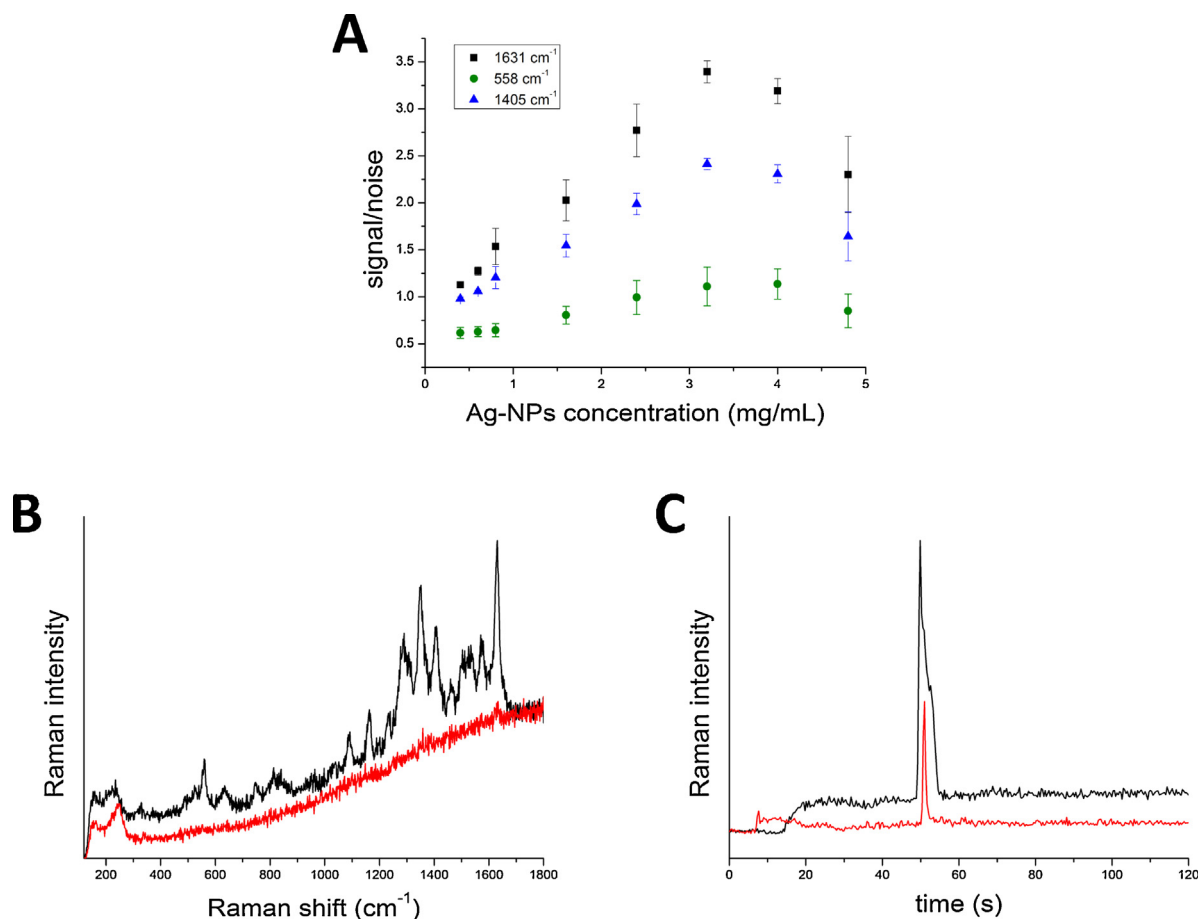 A
1631 cm⁻¹
558 cm⁻¹
1405 cm⁻¹
3.5
3.0
2.5
2.0
1.5
1.0
0.5
signal/noise
0 1 2 3 4 5
Ag-NPs concentration (mg/mL)
B
Raman intensity
200 400 600 800 1000 1200 1400 1600 1800
Raman shift (cm⁻¹)
C
Raman intensity
0 20 40 60 80 100 120
time (s)